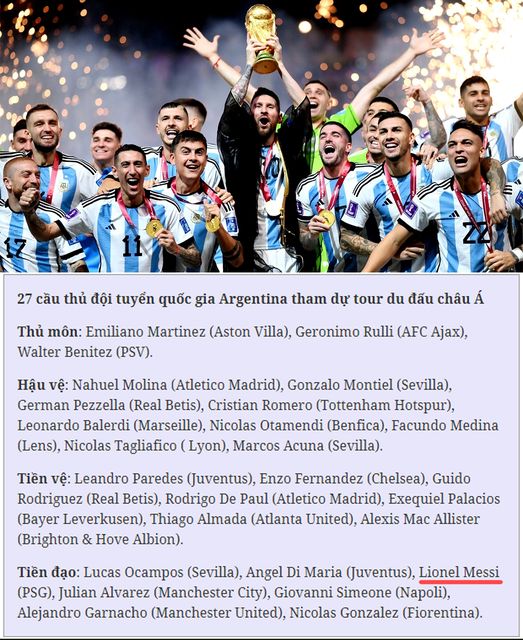 10
17
11
22
27 cầu thủ đội tuyển quốc gia Argentina tham dự tour du đấu châu Á
Thủ môn: Emiliano Martinez (Aston Villa), Geronimo Rulli (AFC Ajax),
Walter Benitez (PSV).
Hậu vệ: Nahuel Molina (Atletico Madrid), Gonzalo Montiel (Sevilla),
German Pezzella (Real Betis), Cristian Romero (Tottenham Hotspur),
Leonardo Balerdi (Marseille), Nicolas Otamendi (Benfica), Facundo Medina
(Lens), Nicolas Tagliafico ( Lyon), Marcos Acuna (Sevilla).
Tiền vệ: Leandro Paredes (Juventus), Enzo Fernandez (Chelsea), Guido
Rodriguez (Real Betis), Rodrigo De Paul (Atletico Madrid), Exequiel Palacios
(Bayer Leverkusen), Thiago Almada (Atlanta United), Alexis Mac Allister
(Brighton & Hove Albion).
Tiền đạo: Lucas Ocampos (Sevilla), Angel Di Maria (Juventus), Lionel Messi
(PSG), Julian Alvarez (Manchester City), Giovanni Simeone (Napoli),
Alejandro Garnacho (Manchester United), Nicolas Gonzalez (Fiorentina).